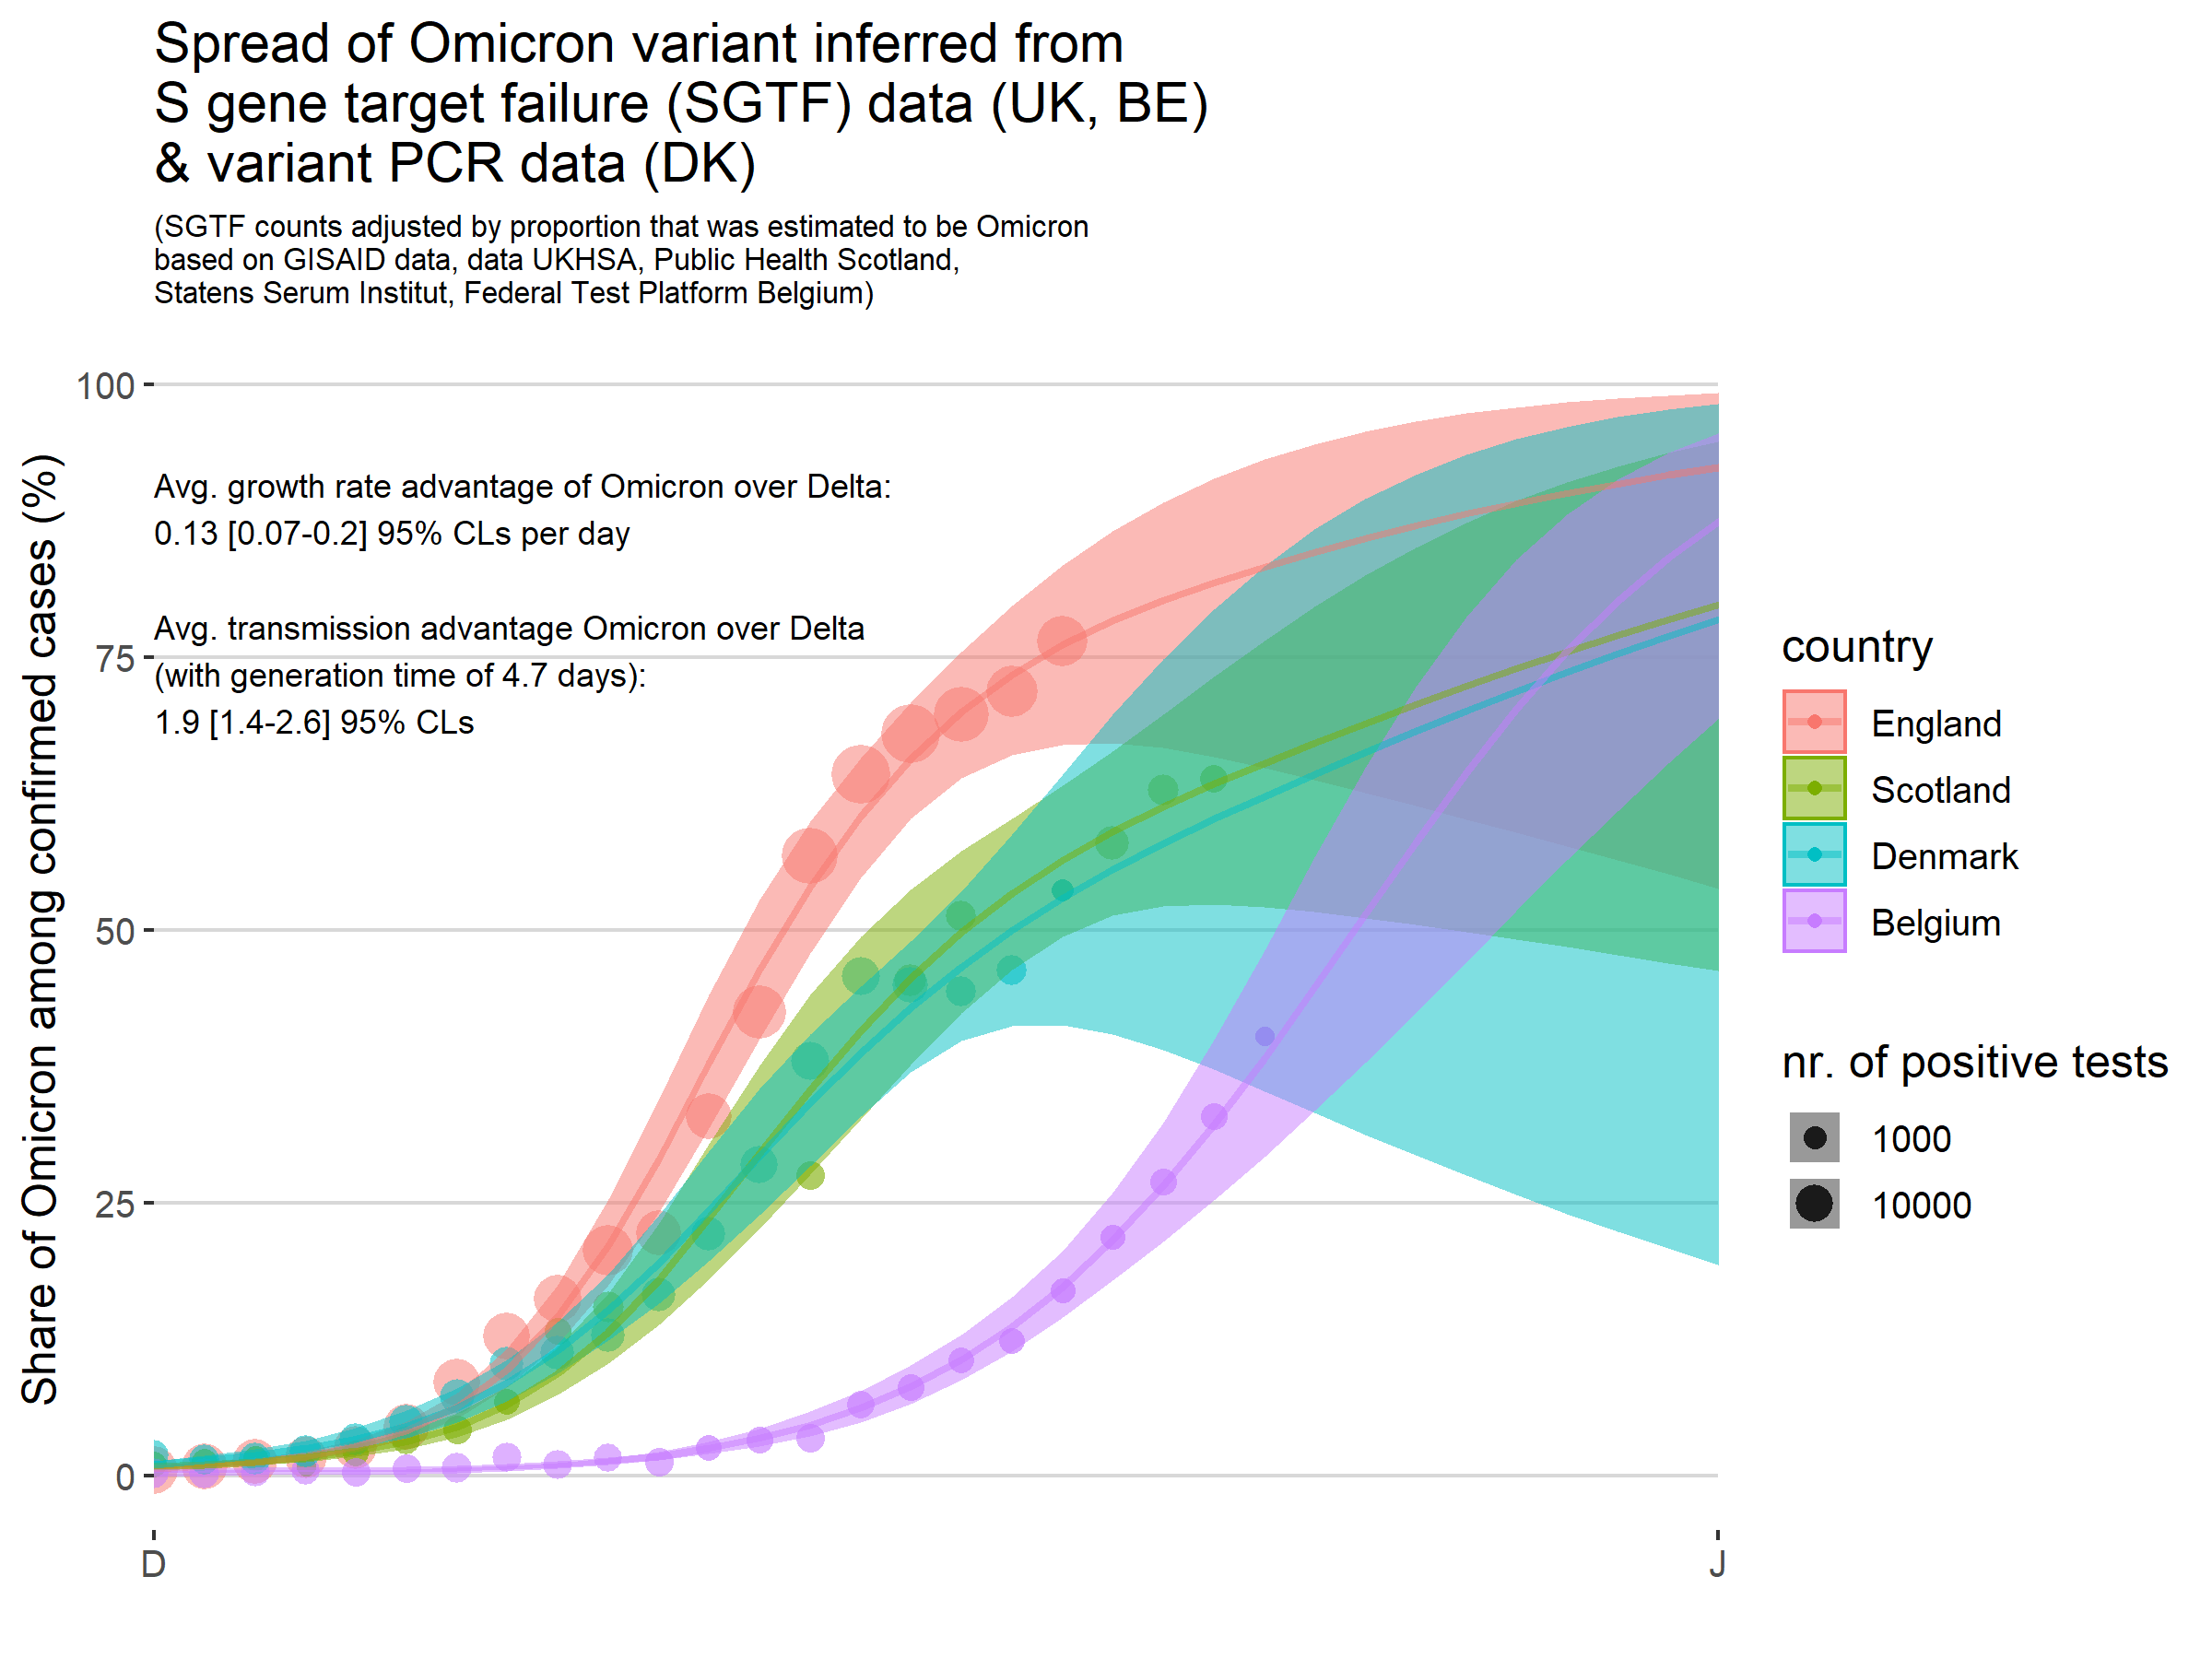 Spread of Omicron variant inferred from
S gene target failure (SGTF) data (UK, BE)
& variant PCR data (DK)
(SGTF counts adjusted by proportion that was estimated to be Omicron
based on GISAID data, data UKHSA, Public Health Scotland,
Statens Serum Institut, Federal Test Platform Belgium)
Share of Omicron among confirmed cases (%)
100
75
50
25
0
Avg. growth rate advantage of Omicron over Delta:
0.13 [0.07-0.2] 95% CLs per day
Avg. transmission advantage Omicron over Delta
(with generation time of 4.7 days):
1.9 [1.4-2.6] 95% CLs
D
J
country
England
Scotland
Denmark
Belgium
nr. of positive tests
1000
10000